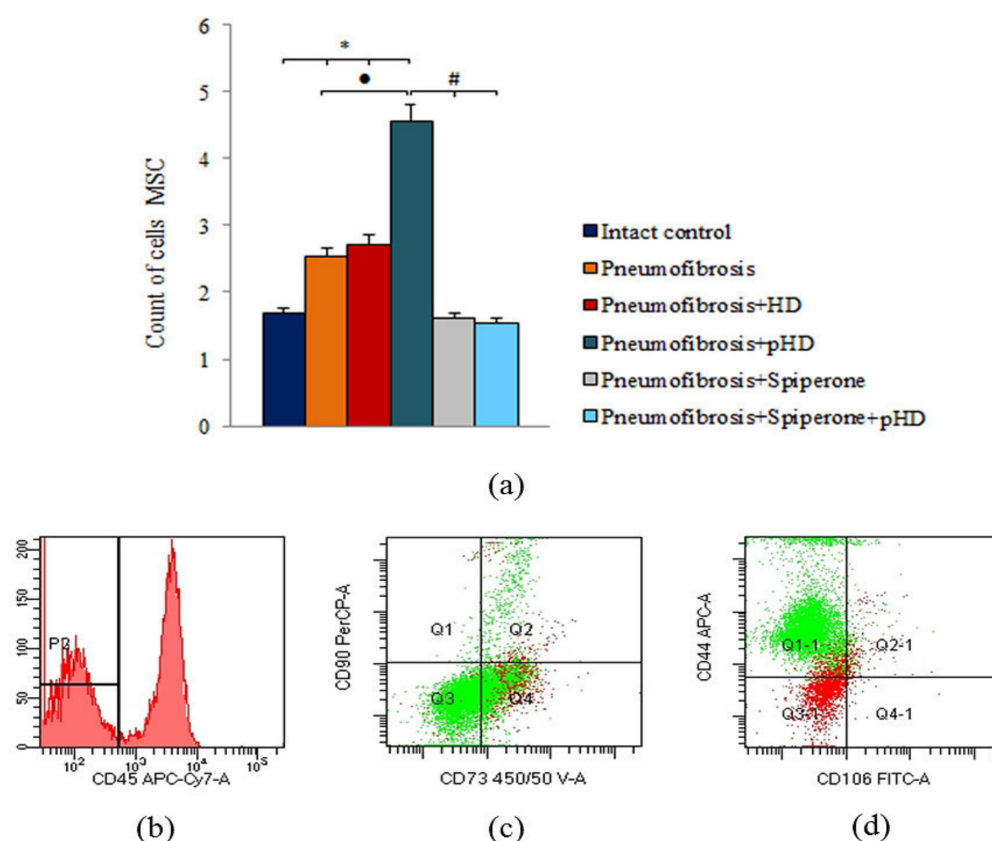 6
5
4
3
2
1
0
Count of cells MSC
*
●
#
Intact control
Pneumofibrosis
Pneumofibrosis+HD
Pneumofibrosis+pHD
Pneumofibrosis+Spiperone
Pneumofibrosis+Spiperone+pHD
(a)
200
150
100
50
0
P2
10² 10³ 10⁴ 10⁵
CD45 APC-Cy7-A
(b)
CD90 PerCP-A
Q1 Q2
Q3 Q4
CD73 450/50 V-A
(c)
CD44 APC-A
Q1-1 Q2-1
Q3-1 Q4-1
CD106 FITC-A
(d)